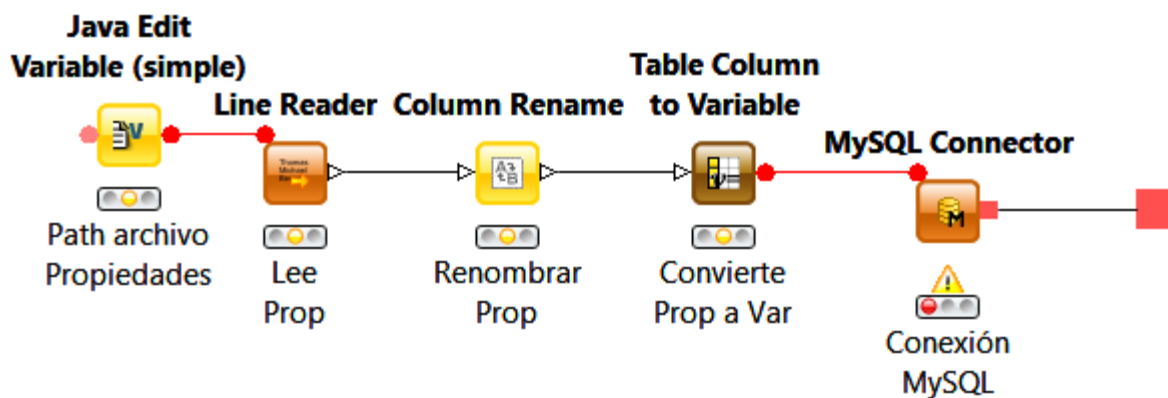 Java Edit
Variable (simple)
Line Reader
Column Rename
Table Column
to Variable
MySQL Connector
Path archivo
Propiedades
Lee
Prop
Renombrar
Prop
Convierte
Prop a Var
Conexión
MySQL